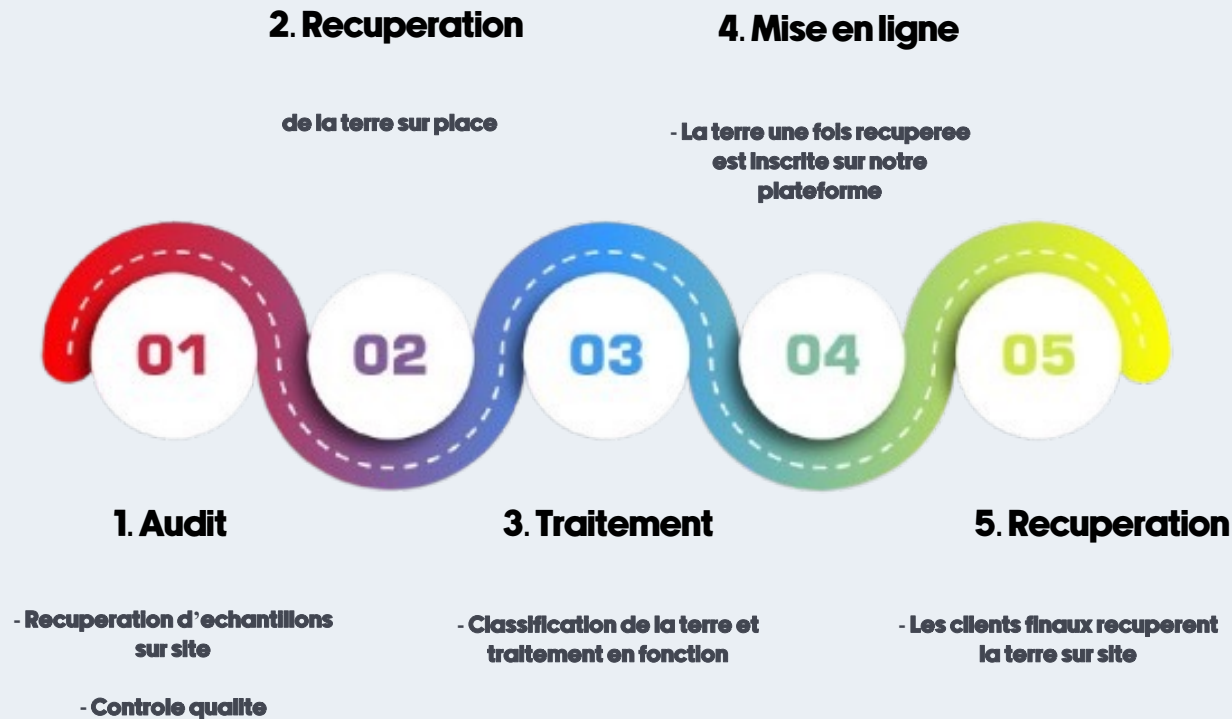 2. Recuperation
de la terre sur place
4. Mise en ligne
- La terre une fois recuperee
est inscrite sur notre
plateforme
01
02
03
04
05
1. Audit
- Recuperation d'echantillons
sur site
- Controle qualite
3. Traitement
- Classification de la terre et
traitement en fonction
5. Recuperation
- Les clients finaux recuperent
la terre sur site